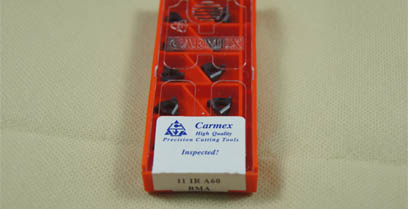 CARMEX
Carmex
High Quality
Precision Cutting Tools
Inspected!
11 IR A60
BMA